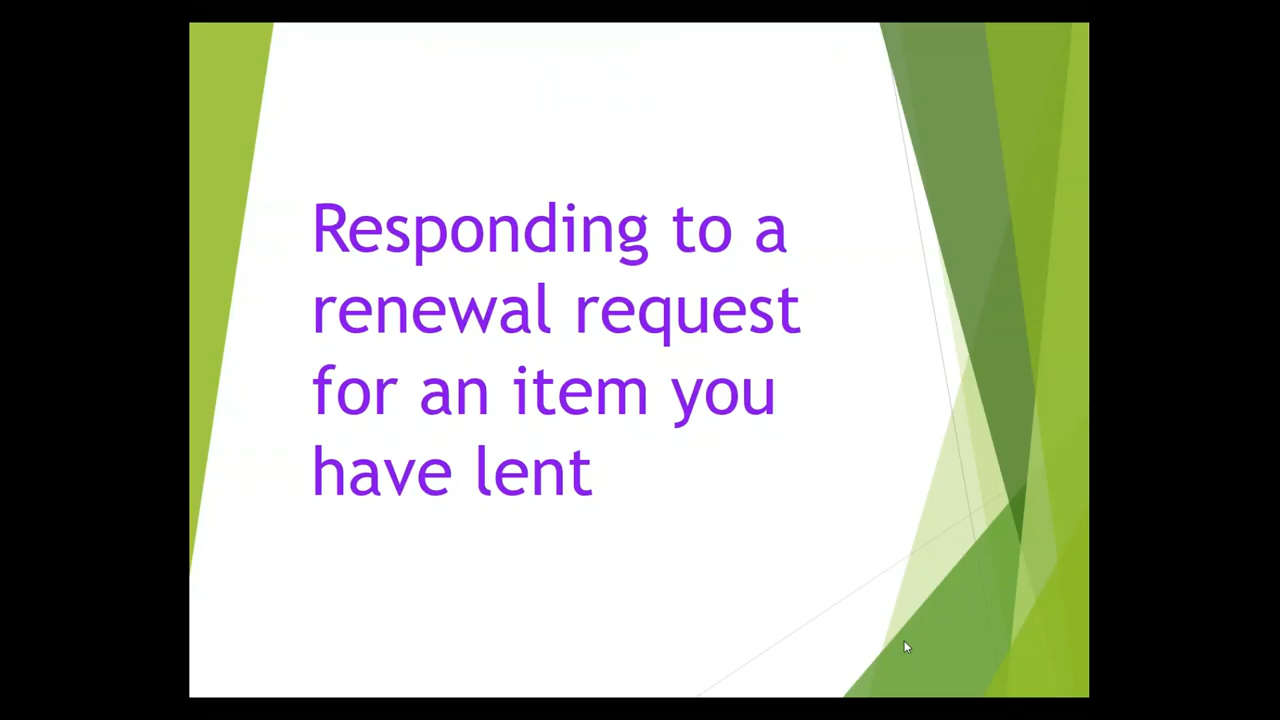 Responding to a
renewal request
for an item you
have lent